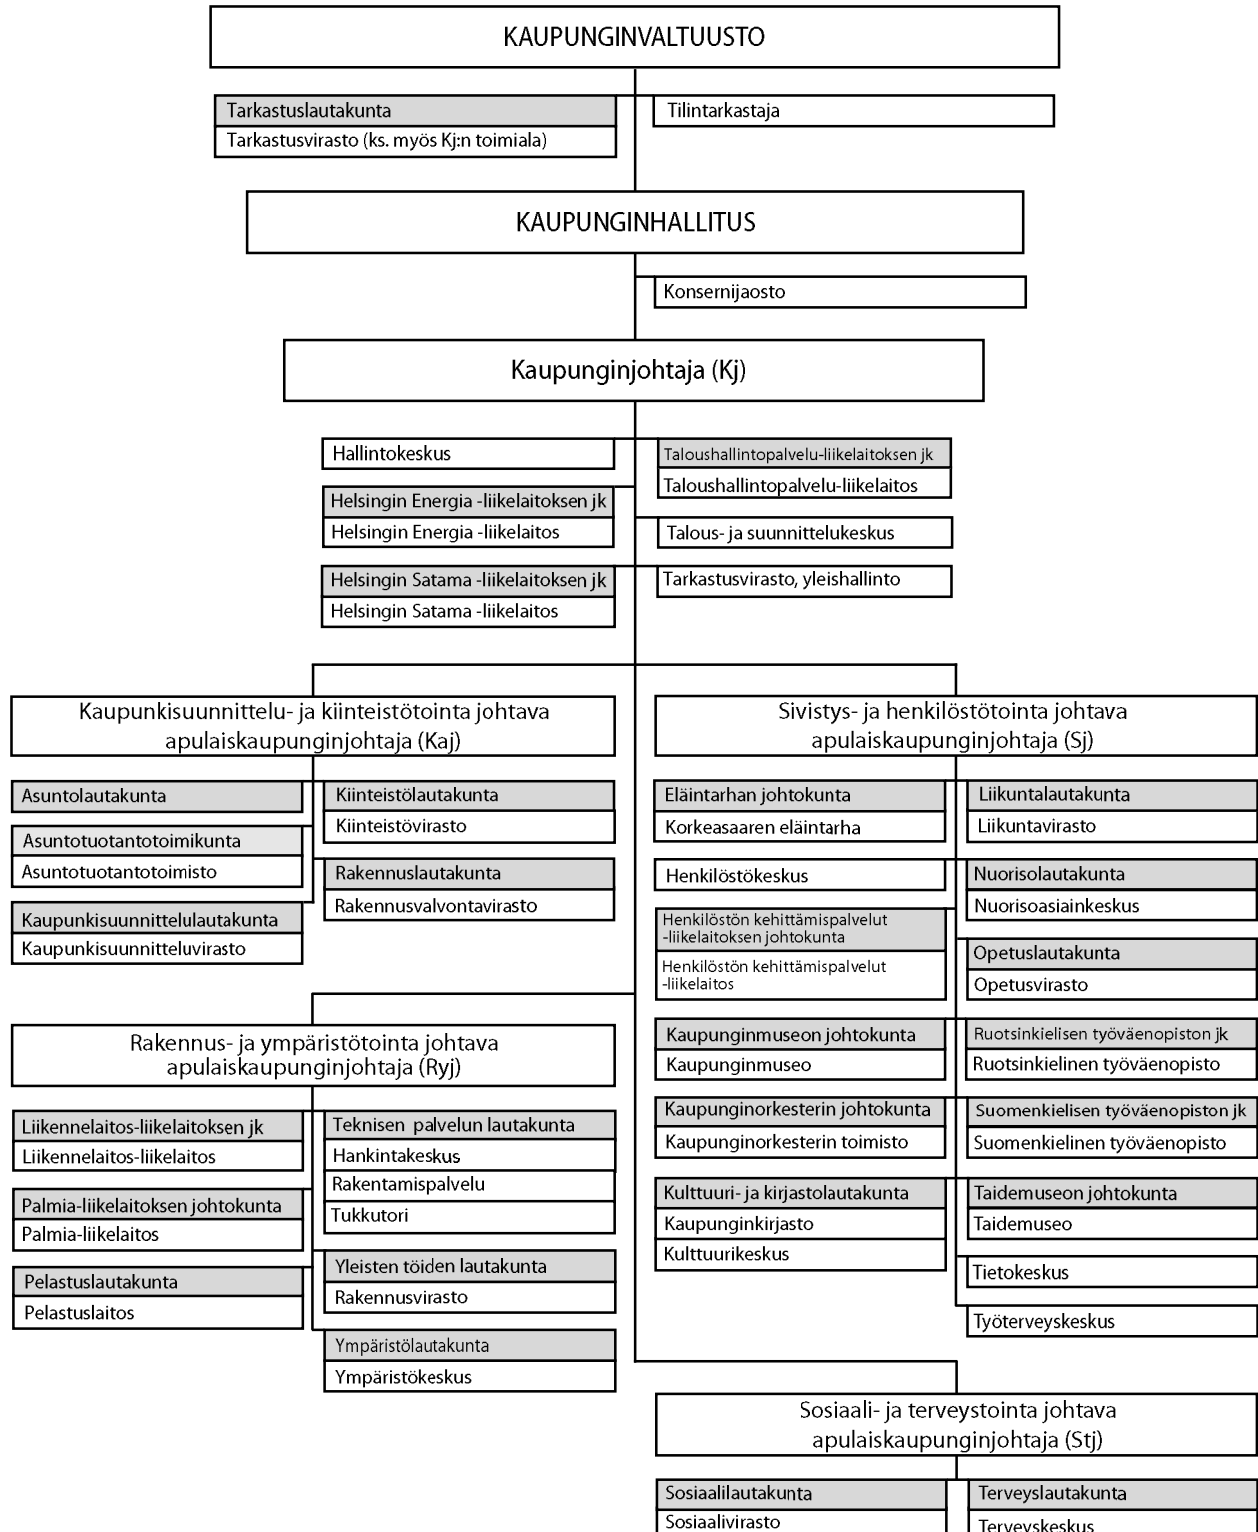 KAUPUNGINVALTUUSTO
Tarkastuslautakunta
Tarkastusvirasto (ks. myös Kj:n toimiala)
Tilintarkastaja
KAUPUNGINHALLITUS
Konsernijaosto
Kaupunginjohtaja (Kj)
Hallintokeskus
Helsingin Energia -liikelaitoksen jk
Helsingin Energia -liikelaitos
Helsingin Satama -liikelaitoksen jk
Helsingin Satama -liikelaitos
Taloushallintopalvelu-liikelaitoksen jk
Taloushallintopalvelu-liikelaitos
Talous- ja suunnittelukeskus
Tarkastusvirasto, yleishallinto
Kaupunkisuunnittelu- ja kiinteistötointa johtava
apulaiskaupunginjohtaja (Kaj)
Asuntolautakunta
Asuntotuotantotoimikunta
Asuntotuotantotoimisto
Kaupunkisuunnittelulautakunta
Kaupunkisuunnitteluvirasto
Kiinteistölautakunta
Kiinteistövirasto
Rakennuslautakunta
Rakennusvalvontavirasto
Sivistys- ja henkilöstötointa johtava
apulaiskaupunginjohtaja (Sj)
Eläintarhan johtokunta
Korkeasaaren eläintarha
Henkilöstökeskus
Henkilöstön kehittämispalvelut
-liikelaitoksen johtokunta
Henkilöstön kehittämispalvelut
-liikelaitos
Kaupunginmuseon johtokunta
Kaupunginmuseo
Kaupunginorkesterin johtokunta
Kaupunginorkesterin toimisto
Kulttuuri- ja kirjastolautakunta
Kaupunginkirjasto
Kulttuurikeskus
Liikuntalautakunta
Liikuntavirasto
Nuorisolautakunta
Nuorisoasiainkeskus
Opetuslautakunta
Opetusvirasto
Ruotsinkielisen työväenopiston jk
Ruotsinkielinen työväenopisto
Suomenkielisen työväenopiston jk
Suomenkielinen työväenopisto
Taidemuseon johtokunta
Taidemuseo
Tietokeskus
Työterveyskeskus
Rakennus- ja ympäristötointa johtava
apulaiskaupunginjohtaja (Ryj)
Liikennelaitos-liikelaitoksen jk
Liikennelaitos-liikelaitos
Palmia-liikelaitoksen johtokunta
Palmia-liikelaitos
Pelastuslautakunta
Pelastuslaitos
Teknisen palvelun lautakunta
Hankintakeskus
Rakentamispalvelu
Tukkutori
Yleisten töiden lautakunta
Rakennusvirasto
Ympäristölautakunta
Ympäristökeskus
Sosiaali- ja terveystointa johtava
apulaiskaupunginjohtaja (Stj)
Sosiaalilautakunta
Sosiaalivirasto
Terveyslautakunta
Terveyskeskus